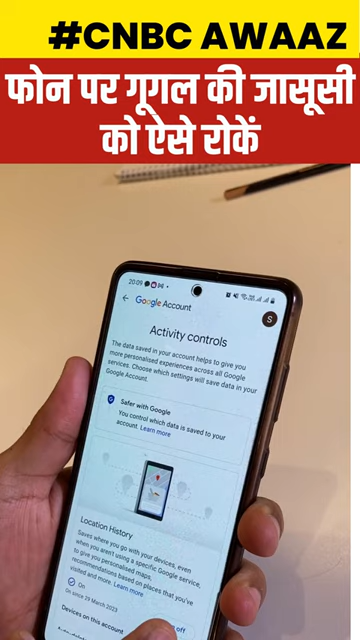 #CNBC AWAAZ
फोन पर गूगल की जासूसी
को ऐसे रोकें
20:09
Google Account
S
Activity controls
The data saved in your account helps to give you
more personalised experiences across all Google
services. Choose which settings will save data in your
Google Account.
Safer with Google
You control which data is saved to your
account. Learn more
Location History
Saves where you go with your devices, even
when you aren't using a specific Google service,
to give you personalised maps,
recommendations based on places that you've
visited and more. Learn more
On
On since 23 March 2023
off
Devices on this account